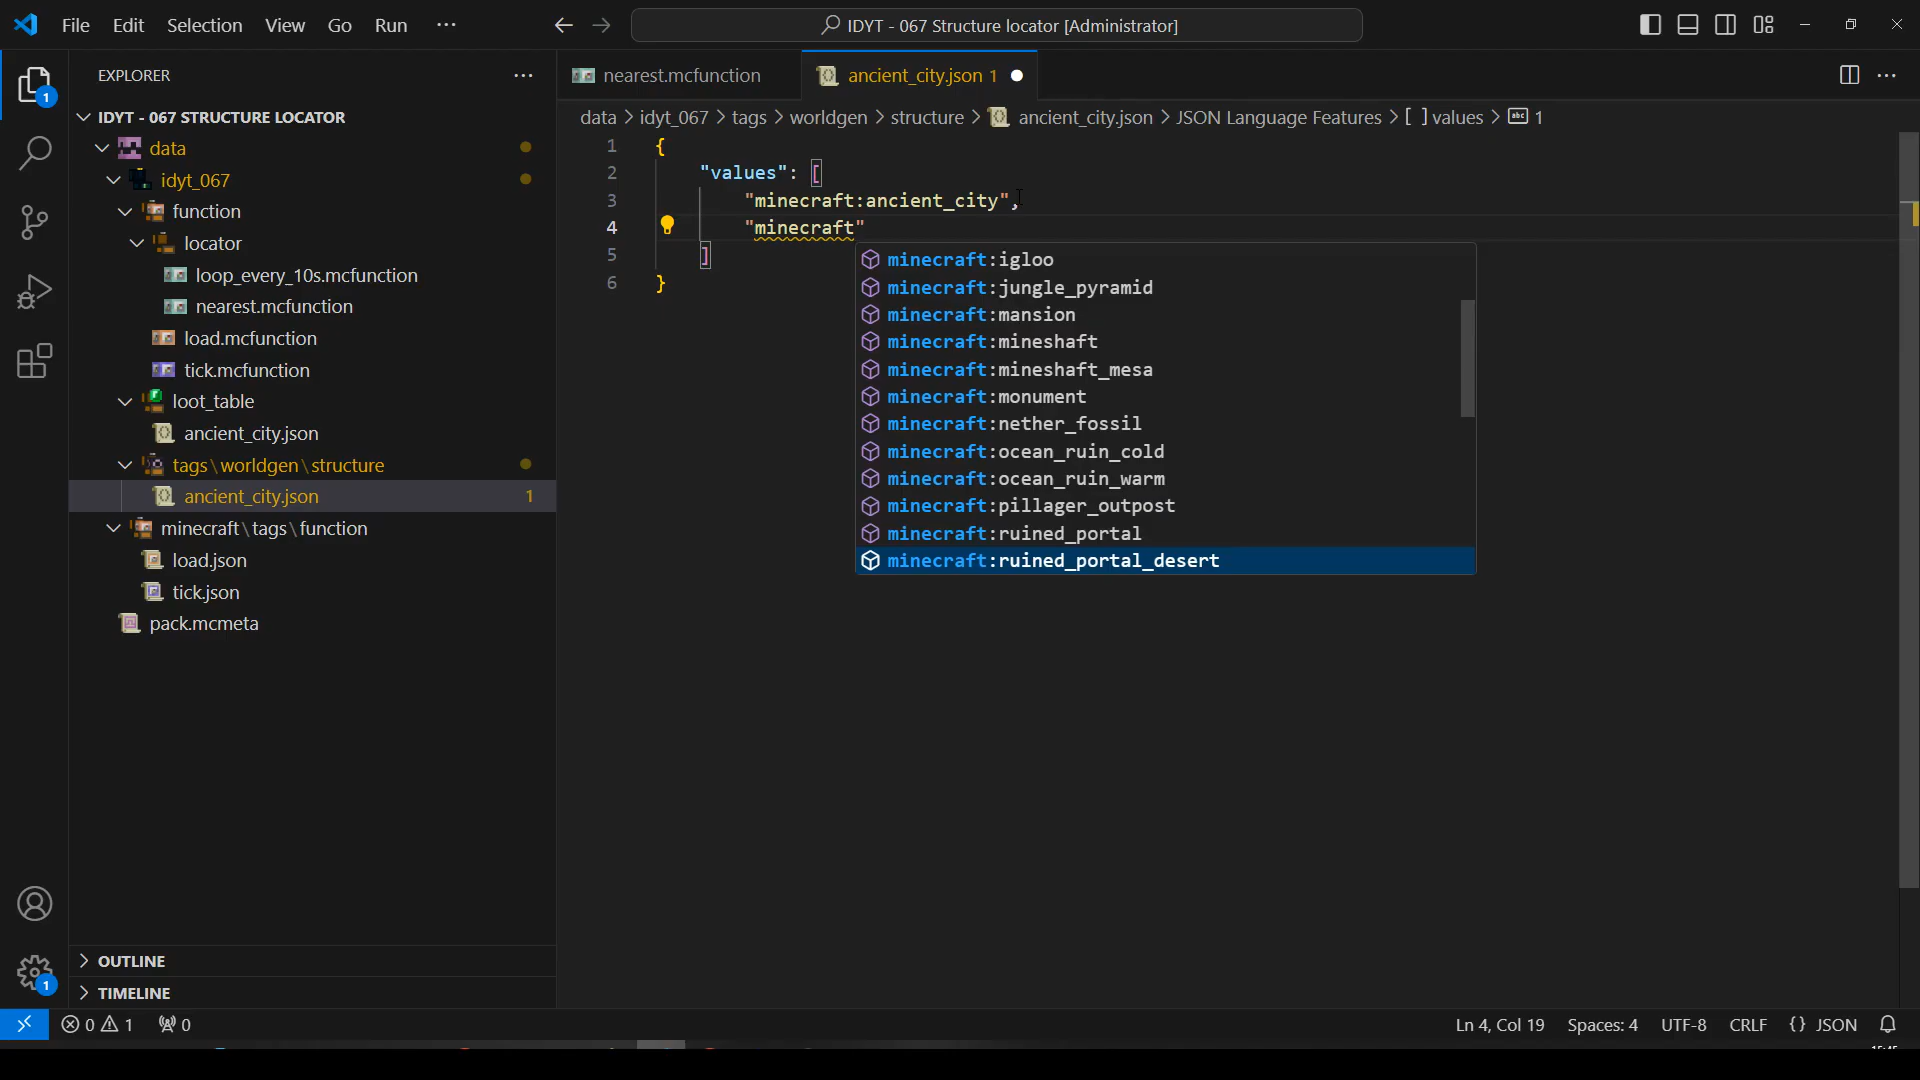 File Edit Selection View Go Run ···
IDYT - 067 Structure locator [Administrator]
EXPLORER
nearest.mcfunction
ancient_city.json 1
data > idyt_067 > tags > worldgen > structure > ancient_city.json > JSON Language Features > [ ] values > 1
IDYT - 067 STRUCTURE LOCATOR
data
idyt_067
function
locator
loop_every_10s.mcfunction
nearest.mcfunction
load.mcfunction
tick.mcfunction
loot_table
ancient_city.json
tags\worldgen\structure
ancient_city.json 1
minecraft\tags\function
load.json
tick.json
pack.mcmeta
OUTLINE
TIMELINE
1 {
2 "values": [
3 "minecraft:ancient_city",
4 "minecraft"
5 ]
6 }
minecraft:igloo
minecraft:jungle_pyramid
minecraft:mansion
minecraft:mineshaft
minecraft:mineshaft_mesa
minecraft:monument
minecraft:nether_fossil
minecraft:ocean_ruin_cold
minecraft:ocean_ruin_warm
minecraft:pillager_outpost
minecraft:ruined_portal
minecraft:ruined_portal_desert
1
1
0 1 0
Ln 4, Col 19 Spaces: 4 UTF-8 CRLF {} JSON